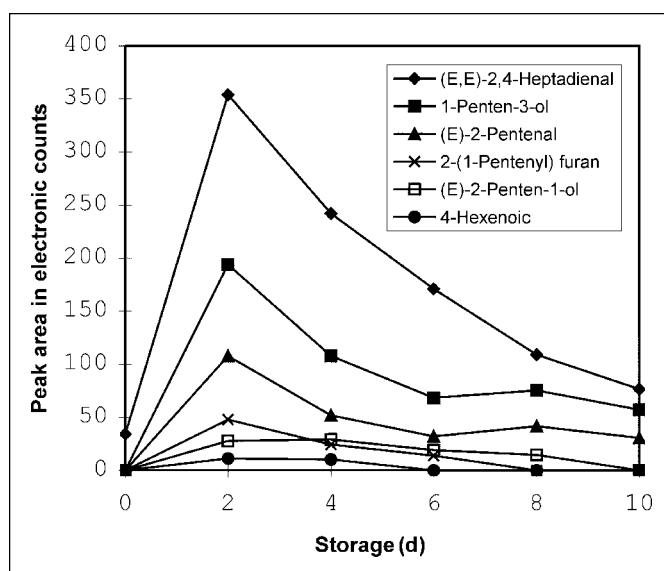 400
350
300
250
200
150
100
50
0
Peak area in electronic counts
(E,E)-2,4-Heptadienal
1-Penten-3-ol
(E)-2-Pentenal
2-(1-Pentenyl) furan
(E)-2-Penten-1-ol
4-Hexenoic
0 2 4 6 8 10
Storage (d)